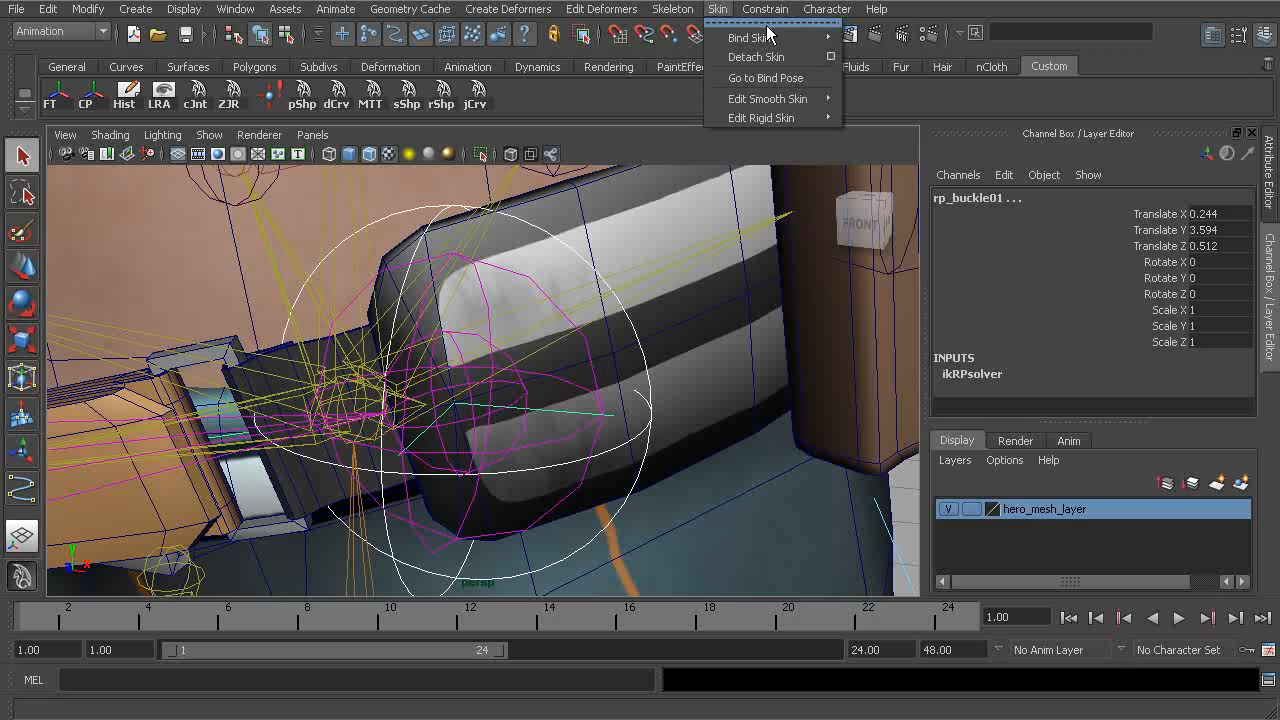 File Edit Modify Create Display Window Assets Animate Geometry Cache Create Deformers Edit Deformers Skeleton Skin Constrain Character Help
Animation
Bind Skin
Detach Skin
Go to Bind Pose
Edit Smooth Skin
Edit Rigid Skin
General Curves Surfaces Polygons Subdivs Deformation Animation Dynamics Rendering PaintEffec Fluids Fur Hair nCloth Custom
FT CP Hist LRA cJnt ZJR pShp dCrv MTT sShp rShp jCrv
View Shading Lighting Show Renderer Panels
FRONT
persp
y
x
Channel Box / Layer Editor
Channels Edit Object Show
rp_buckle01 ...
Translate X 0.244
Translate Y 3.594
Translate Z 0.512
Rotate X 0
Rotate Y 0
Rotate Z 0
Scale X 1
Scale Y 1
Scale Z 1
INPUTS
ikRPsolver
Attribute Editor
Channel Box / Layer Editor
Display Render Anim
Layers Options Help
V hero_mesh_layer
2 4 6 8 10 12 14 16 18 20 22 24
1.00
1.00 1.00 1 24 24.00 48.00 No Anim Layer No Character Set
MEL